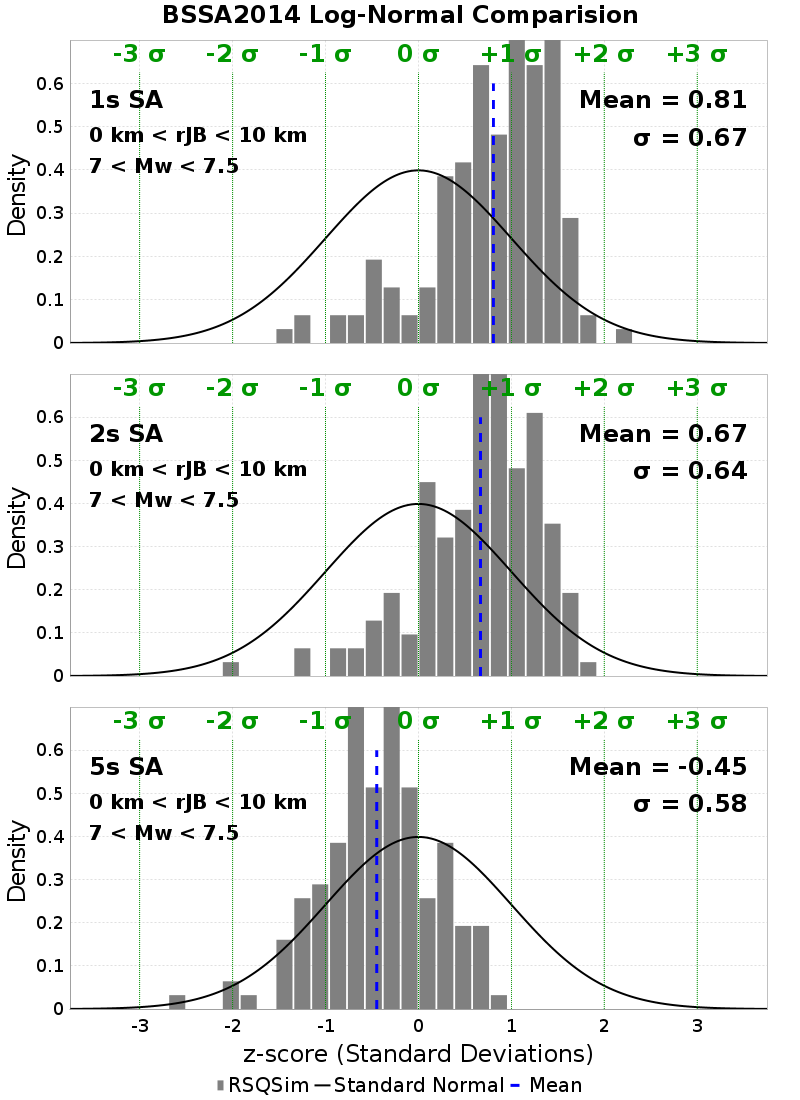 BSSA2014 Log-Normal Comparision
-3 σ -2 σ -1 σ 0 σ +1 σ +2 σ +3 σ
1s SA
0 km < rJB < 10 km
7 < Mw < 7.5
Mean = 0.81
σ = 0.67
Density
0.6
0.5
0.4
0.3
0.2
0.1
0
-3 σ -2 σ -1 σ 0 σ +1 σ +2 σ +3 σ
2s SA
0 km < rJB < 10 km
7 < Mw < 7.5
Mean = 0.67
σ = 0.64
Density
0.6
0.5
0.4
0.3
0.2
0.1
0
-3 σ -2 σ -1 σ 0 σ +1 σ +2 σ +3 σ
5s SA
0 km < rJB < 10 km
7 < Mw < 7.5
Mean = -0.45
σ = 0.58
Density
0.6
0.5
0.4
0.3
0.2
0.1
0
-3 -2 -1 0 1 2 3
z-score (Standard Deviations)
RSQSim Standard Normal Mean